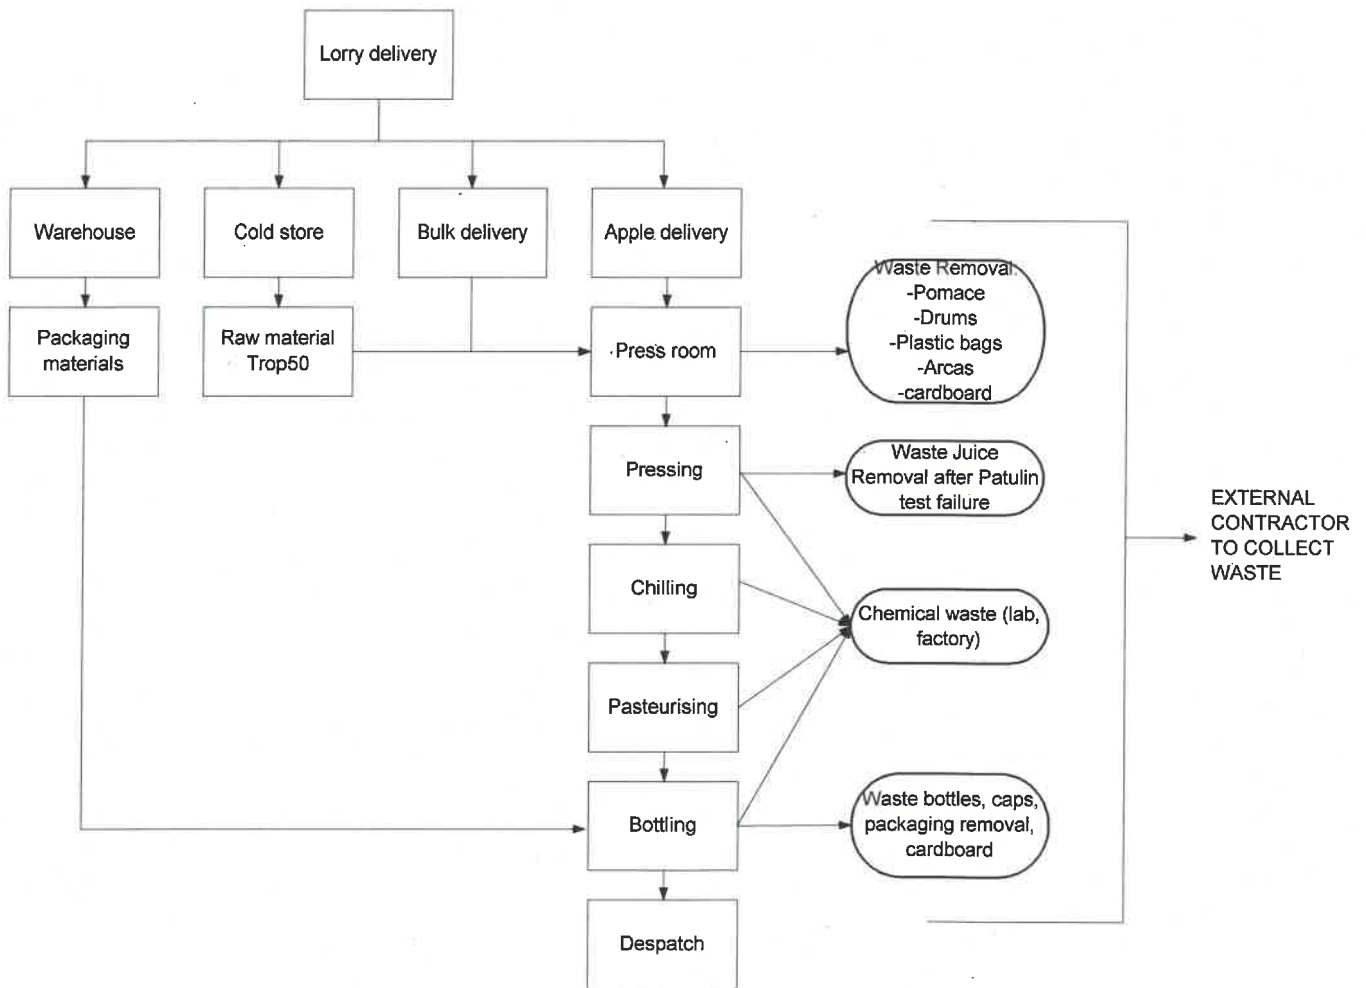 Lorry delivery
Warehouse
Cold store
Bulk delivery
Apple delivery
Packaging
materials
Raw material
Trop50
Press room
Waste Removal:
-Pomace
-Drums
-Plastic bags
-Arcas
-cardboard
Pressing
Waste Juice
Removal after Patulin
test failure
EXTERNAL
CONTRACTOR
TO COLLECT
WASTE
Chilling
Chemical waste (lab,
factory)
Pasteurising
Bottling
Waste bottles, caps,
packaging removal,
cardboard
Despatch